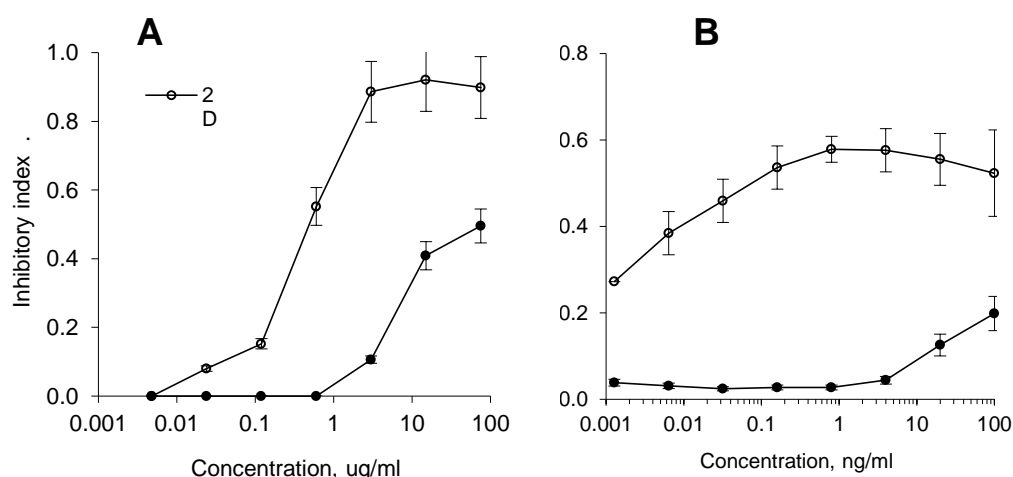 A
1.0
0.8
0.6
0.4
0.2
0.0
0.001 0.01 0.1 1 10 100
Inhibitory index .
Concentration, ug/ml
2
D
B
0.8
0.6
0.4
0.2
0.0
0.001 0.01 0.1 1 10 100
Concentration, ng/ml